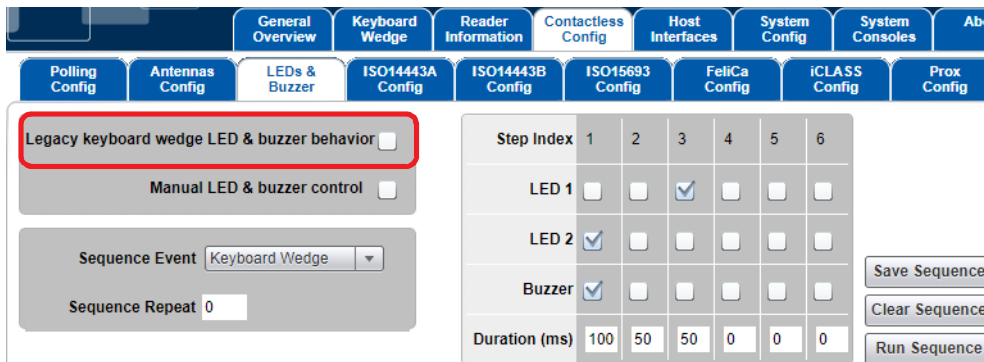 General Overview Keyboard Wedge Reader Information Contactless Config Host Interfaces System Config System Consoles
Polling Config Antennas Config LEDs & Buzzer ISO14443A Config ISO14443B Config ISO15693 Config FeliCa Config iCLASS Config Prox Config
Legacy keyboard wedge LED & buzzer behavior
Manual LED & buzzer control
Sequence Event Keyboard Wedge
Sequence Repeat 0
Step Index 1 2 3 4 5 6
LED 1
LED 2
Buzzer
Duration (ms) 100 50 50 0 0 0
Save Sequence
Clear Sequence
Run Sequence